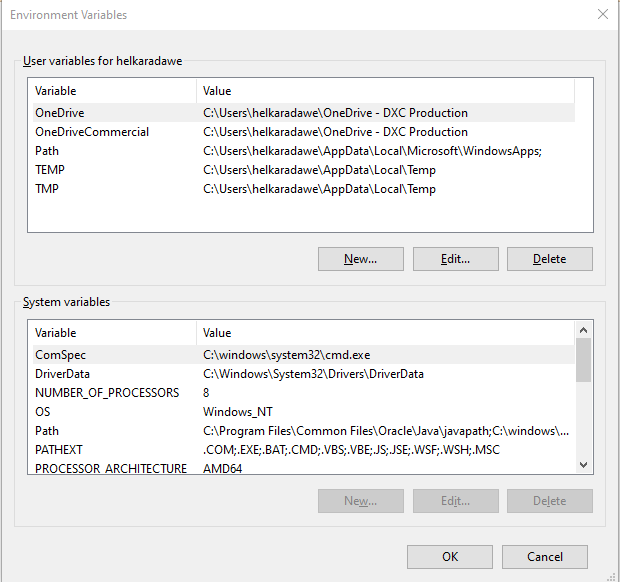 Environment Variables
User variables for helkaradawe
Variable Value
OneDrive C:\Users\helkaradawe\OneDrive - DXC Production
OneDriveCommercial C:\Users\helkaradawe\OneDrive - DXC Production
Path C:\Users\helkaradawe\AppData\Local\Microsoft\WindowsApps;
TEMP C:\Users\helkaradawe\AppData\Local\Temp
TMP C:\Users\helkaradawe\AppData\Local\Temp
New... Edit... Delete
System variables
Variable Value
ComSpec C:\windows\system32\cmd.exe
DriverData C:\Windows\System32\Drivers\DriverData
NUMBER_OF_PROCESSORS 8
OS Windows_NT
Path C:\Program Files\Common Files\Oracle\Java\javapath;C:\windows\...
PATHEXT .COM;.EXE;.BAT;.CMD;.VBS;.VBE;.JS;.JSE;.WSF;.WSH;.MSC
PROCESSOR_ARCHITECTURE AMD64
New... Edit... Delete
OK Cancel